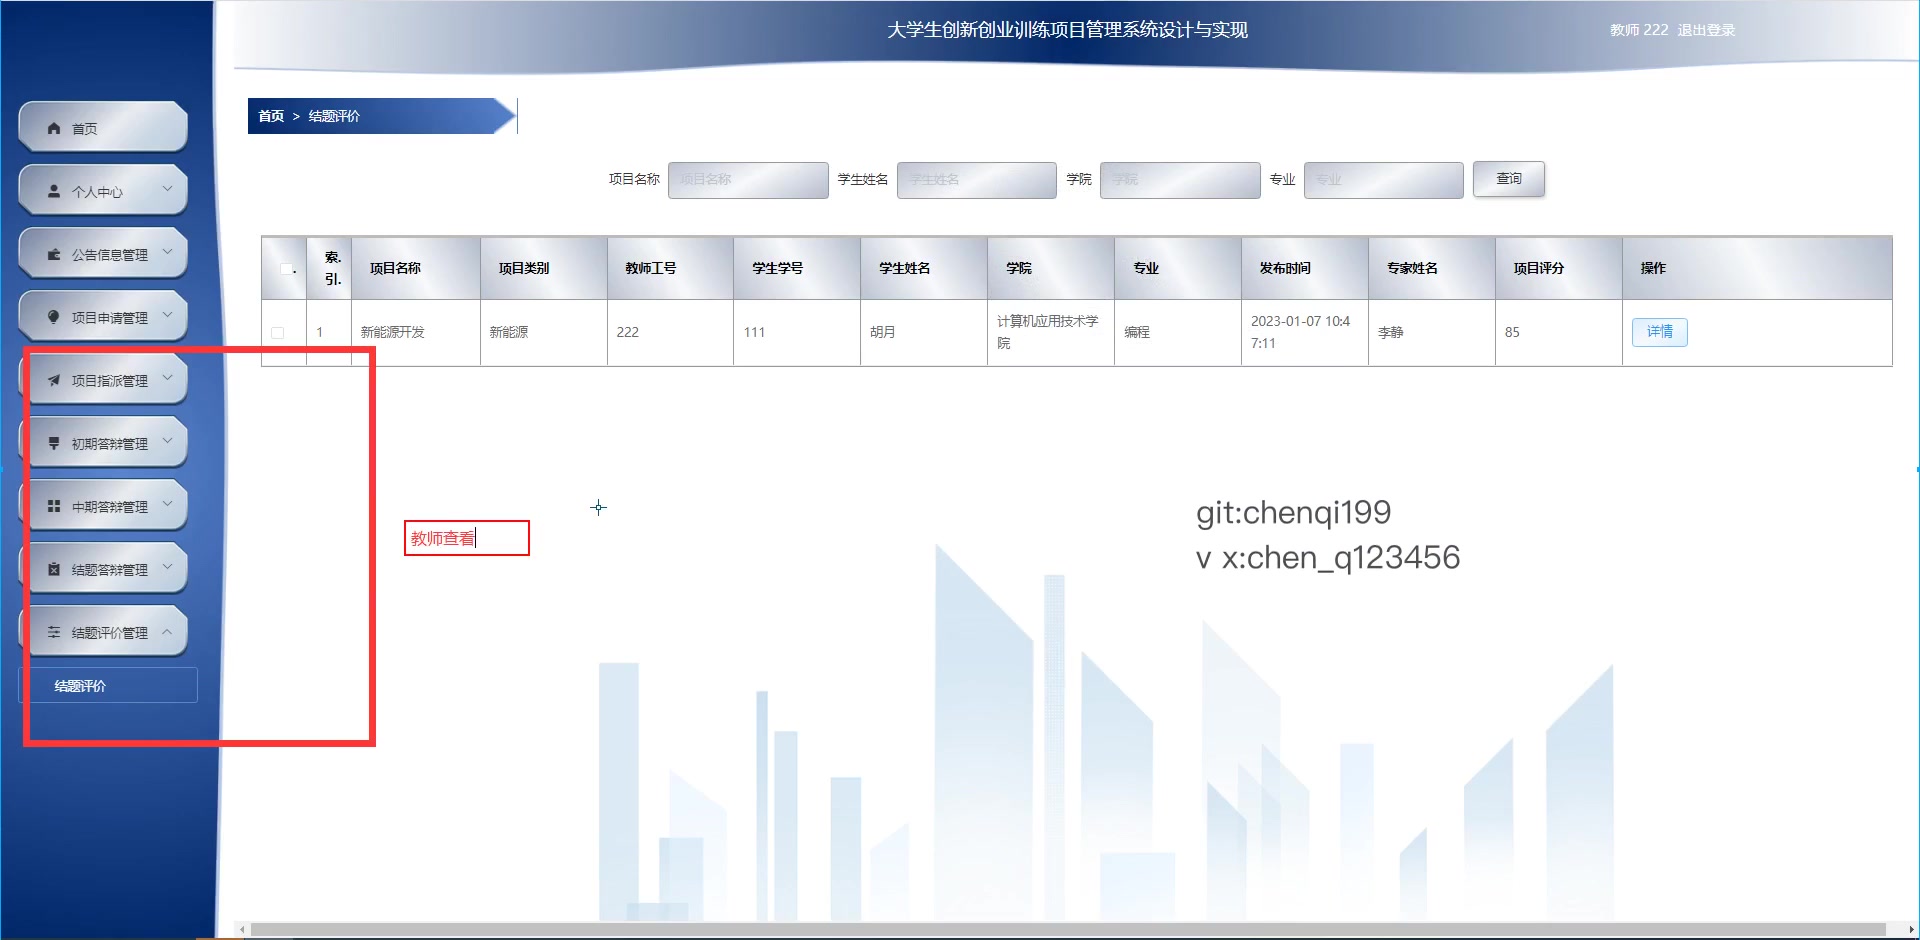 大学生创新创业训练项目管理系统设计与实现
教师 222 退出登录
首页
个人中心
公告信息管理
项目申请管理
项目指派管理
初期答辩管理
中期答辩管理
结题答辩管理
结题评价管理
结题评价
首页 > 结题评价
项目名称 项目名称 学生姓名 学生姓名 学院 学院 专业 专业 查询
索.
引. 项目名称 项目类别 教师工号 学生学号 学生姓名 学院 专业 发布时间 专家姓名 项目评分 操作
1 新能源开发 新能源 222 111 胡月 计算机应用技术学
院 编程 2023-01-07 10:4
7:11 李静 85 详情
教师查看
git:chenqi199
v x:chen_q123456